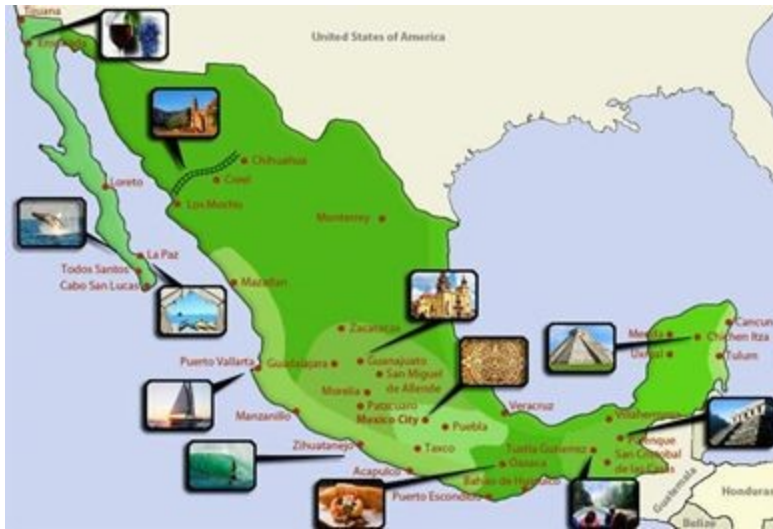 Tijuana
Ensenada
United States of America
Chihuahua
Creel
Loreto
Los Mochis
Monterrey
La Paz
Todos Santos
Cabo San Lucas
Mazatlan
Zacatecas
Cancun
Merida
Chichen Itza
Uxmal
Tulum
Puerto Vallarta
Guadalajara
Guanajuato
San Miguel
de Allende
Morelia
Patzcuaro
Manzanillo
Mexico City
Veracruz
Villahermosa
Puebla
Zihuatanejo
Taxco
Palenque
Tuxtla Gutierrez
San Cristobal
de las Casas
Oaxaca
Acapulco
Bahias de Huatulco
Puerto Escondido
Guatemala
Honduras
Belize